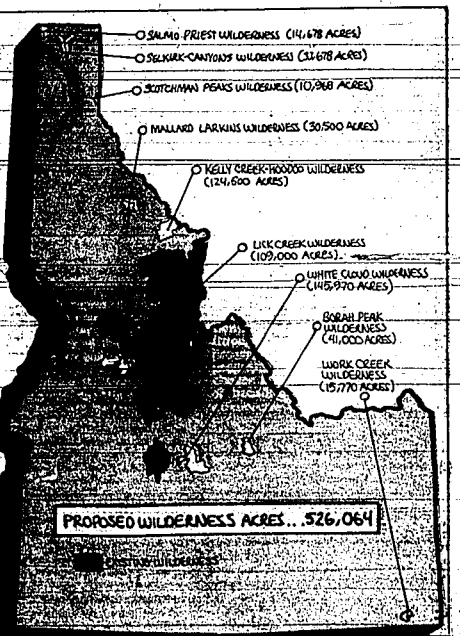 SALMO-PRIEST WILDERNESS (14,678 ACRES)
SELKIRK-CANYONS WILDERNESS (31,678 ACRES)
SCOTCHMAN PEAKS WILDERNESS (10,968 ACRES)
MALLARD LARKINS WILDERNESS (30,500 ACRES)
KELLY CREEK-HOODOO WILDERNESS
(124,600 ACRES)
LICK CREEK WILDERNESS
(109,000 ACRES)
WHITE CLOUD WILDERNESS
(145,970 ACRES)
BORAH PEAK
WILDERNESS
(41,000 ACRES)
WORK CREEK
WILDERNESS
(15,770 ACRES)
PROPOSED WILDERNESS ACRES...526,064
EXISTING WILDERNESS